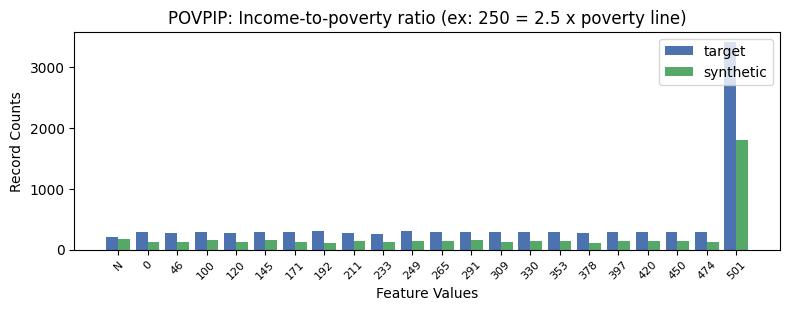 POVPIP: Income-to-poverty ratio (ex: 250 = 2.5 x poverty line)
target
synthetic
Record Counts
3000
2000
1000
0
N 0 46 100 120 145 171 192 211 233 249 265 291 309 330 353 378 397 420 450 474 501
Feature Values